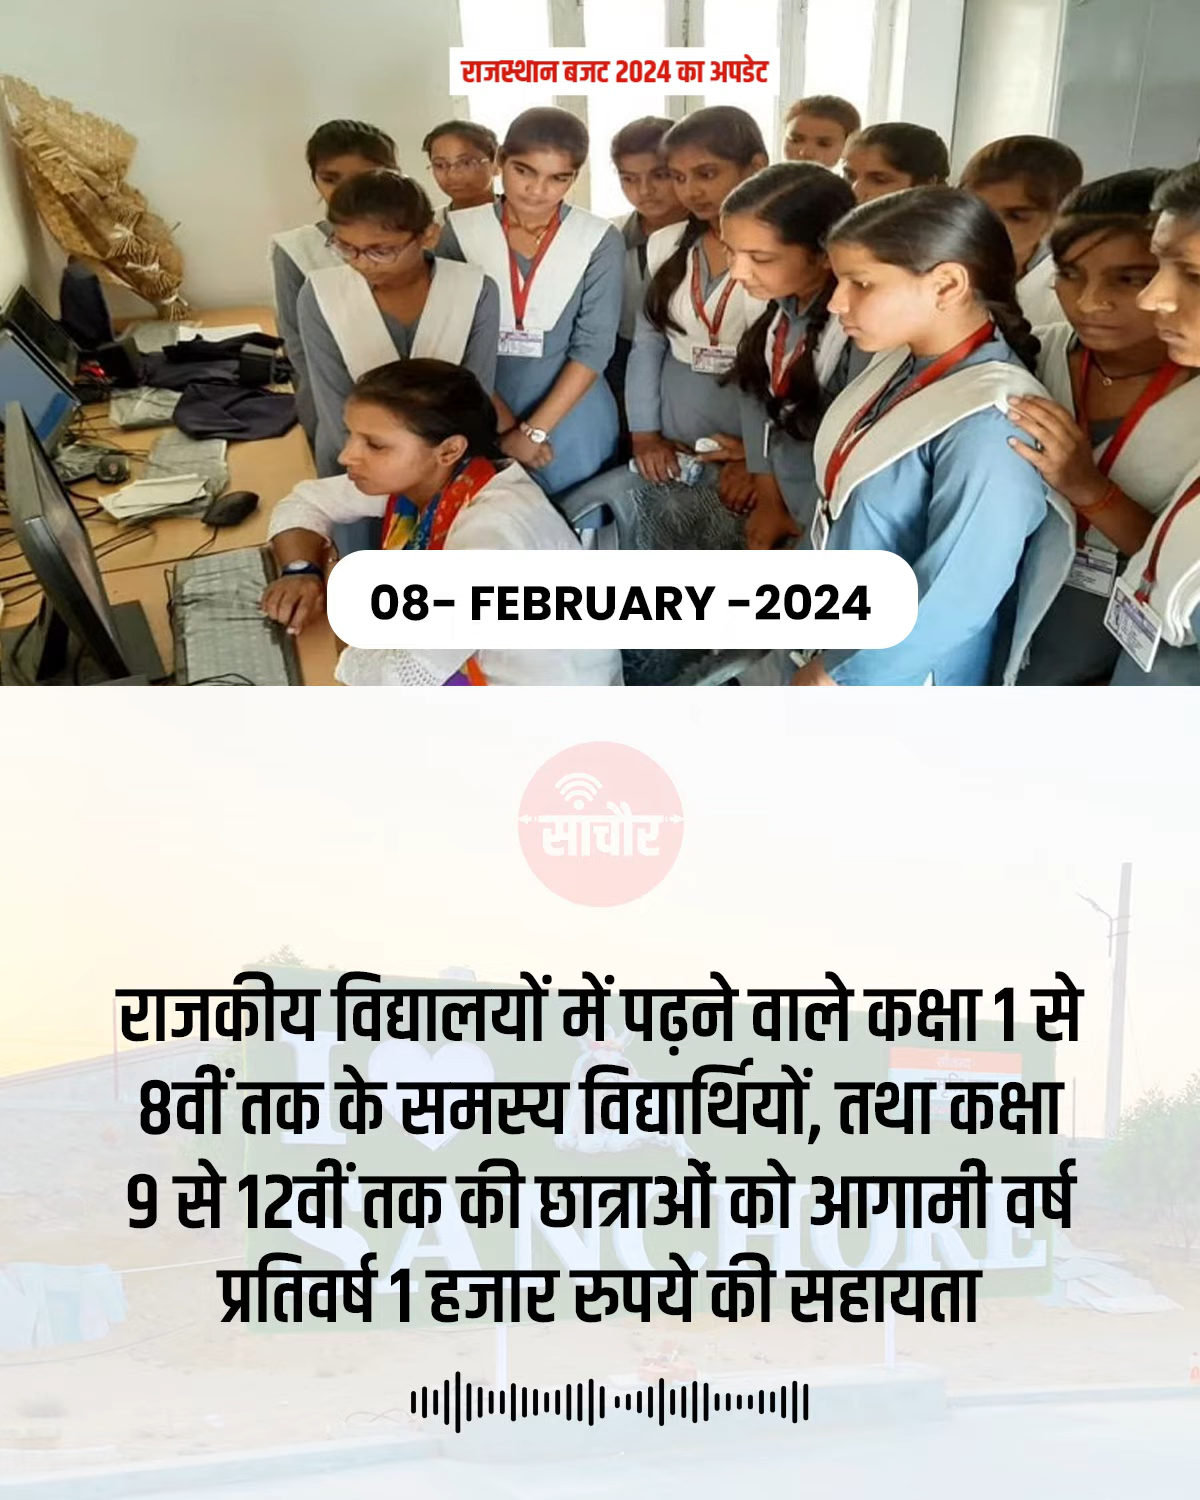 राजस्थान बजट 2024 का अपडेट
08- FEBRUARY -2024
सांचौर
राजकीय विद्यालयों में पढ़ने वाले कक्षा 1 से
8वीं तक के समस्य विद्यार्थियों, तथा कक्षा
9 से 12वीं तक की छात्राओं को आगामी वर्ष
प्रतिवर्ष 1 हजार रुपये की सहायता
I
SANCHORE